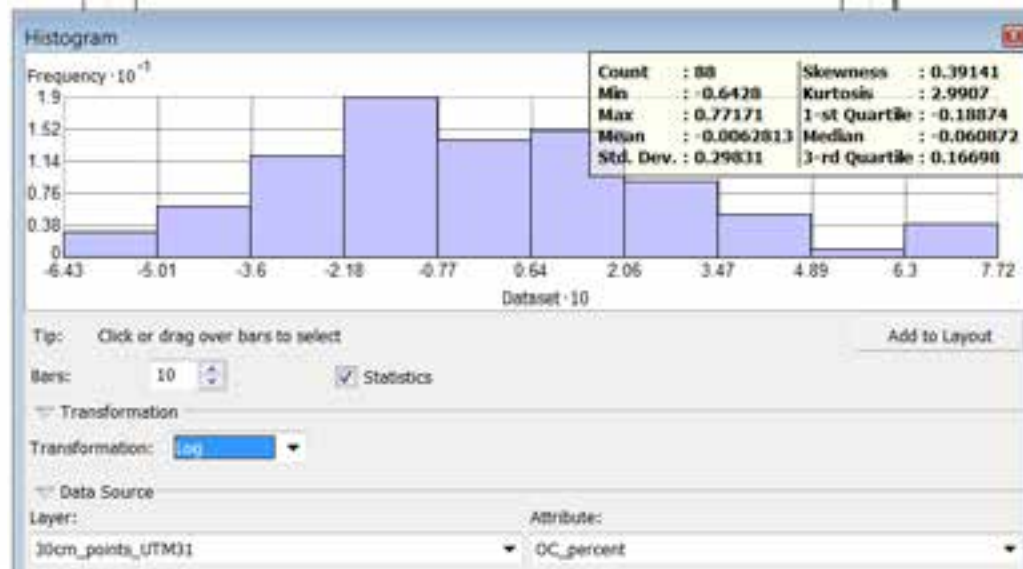 Histogram
Frequency · 10⁻¹
Count : 88 Skewness : 0.39141
Min : -0.6428 Kurtosis : 2.9907
Max : 0.77171 1-st Quartile : -0.18874
Mean : -0.0062813 Median : -0.060872
Std. Dev. : 0.29831 3-rd Quartile : 0.16698
1.9
1.52
1.14
0.76
0.38
0
-6.43 -5.01 -3.6 -2.18 -0.77 0.64 2.06 3.47 4.89 6.3 7.72
Dataset · 10
Tip: Click or drag over bars to select Add to Layout
Bars: 10 Statistics
Transformation
Transformation: Log
Data Source
Layer: Attribute:
30cm_points_UTM31 OC_percent